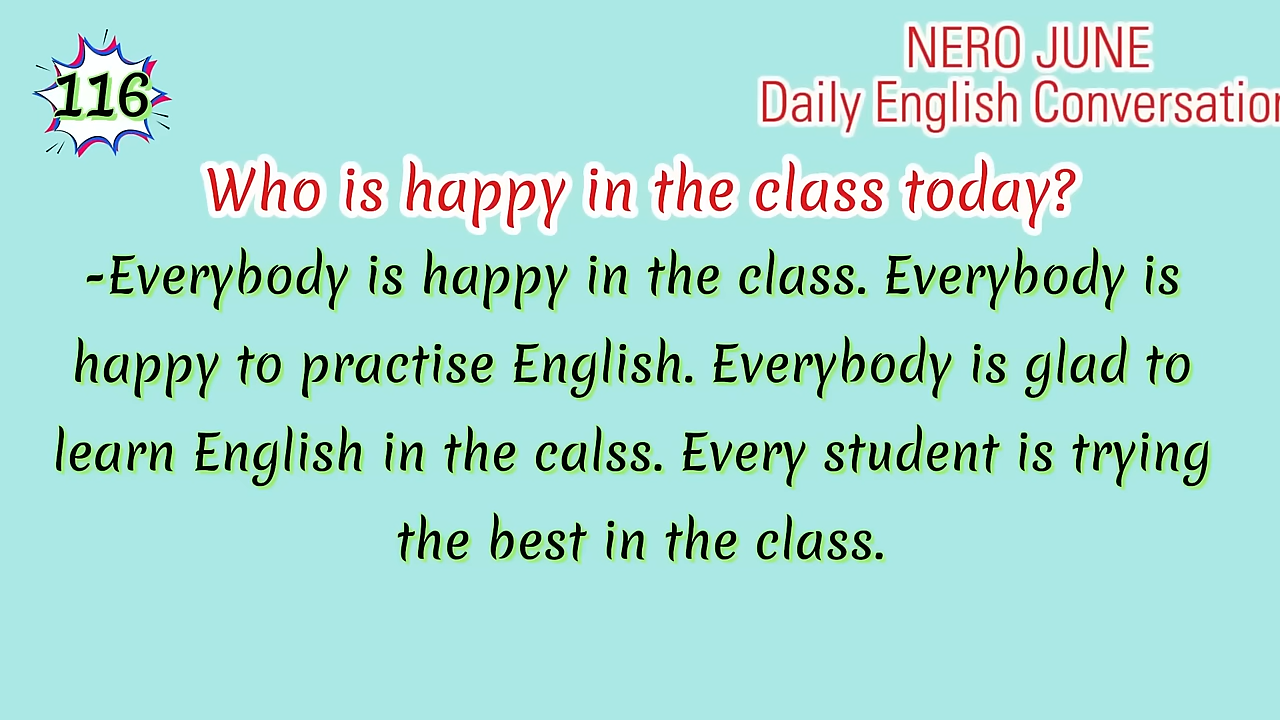 116
NERO JUNE
Daily English Conversation
Who is happy in the class today?
-Everybody is happy in the class. Everybody is
happy to practise English. Everybody is glad to
learn English in the calss. Every student is trying
the best in the class.